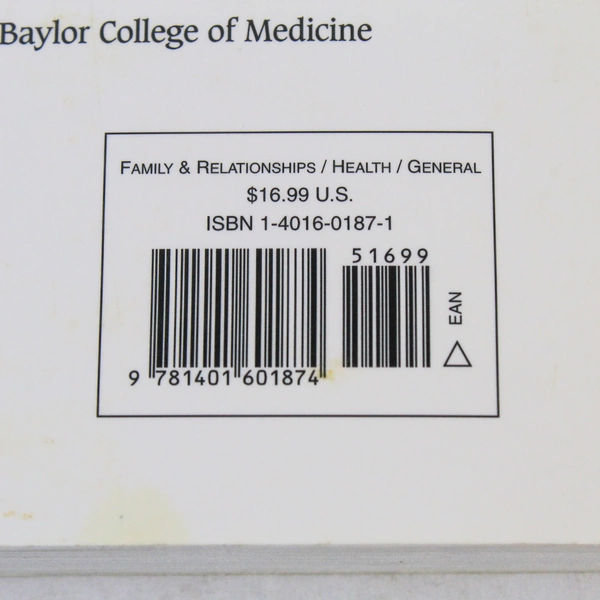 Baylor College of Medicine
FAMILY & RELATIONSHIPS / HEALTH / GENERAL
$16.99 U.S.
ISBN 1-4016-0187-1
51699
EAN
9 781401 601874